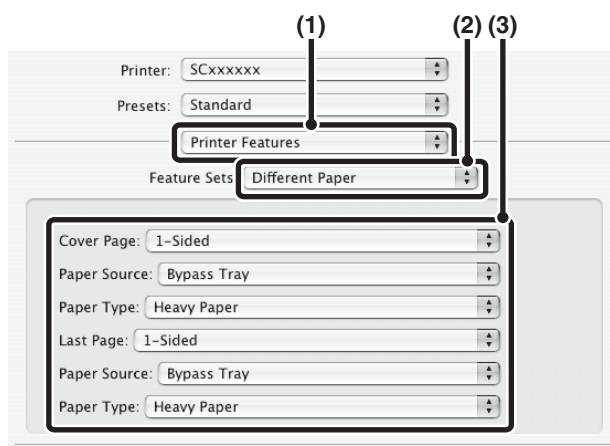 (1) (2) (3)
Printer: SCxxxxxx
Presets: Standard
Printer Features
Feature Sets Different Paper
Cover Page: 1-Sided
Paper Source: Bypass Tray
Paper Type: Heavy Paper
Last Page: 1-Sided
Paper Source: Bypass Tray
Paper Type: Heavy Paper